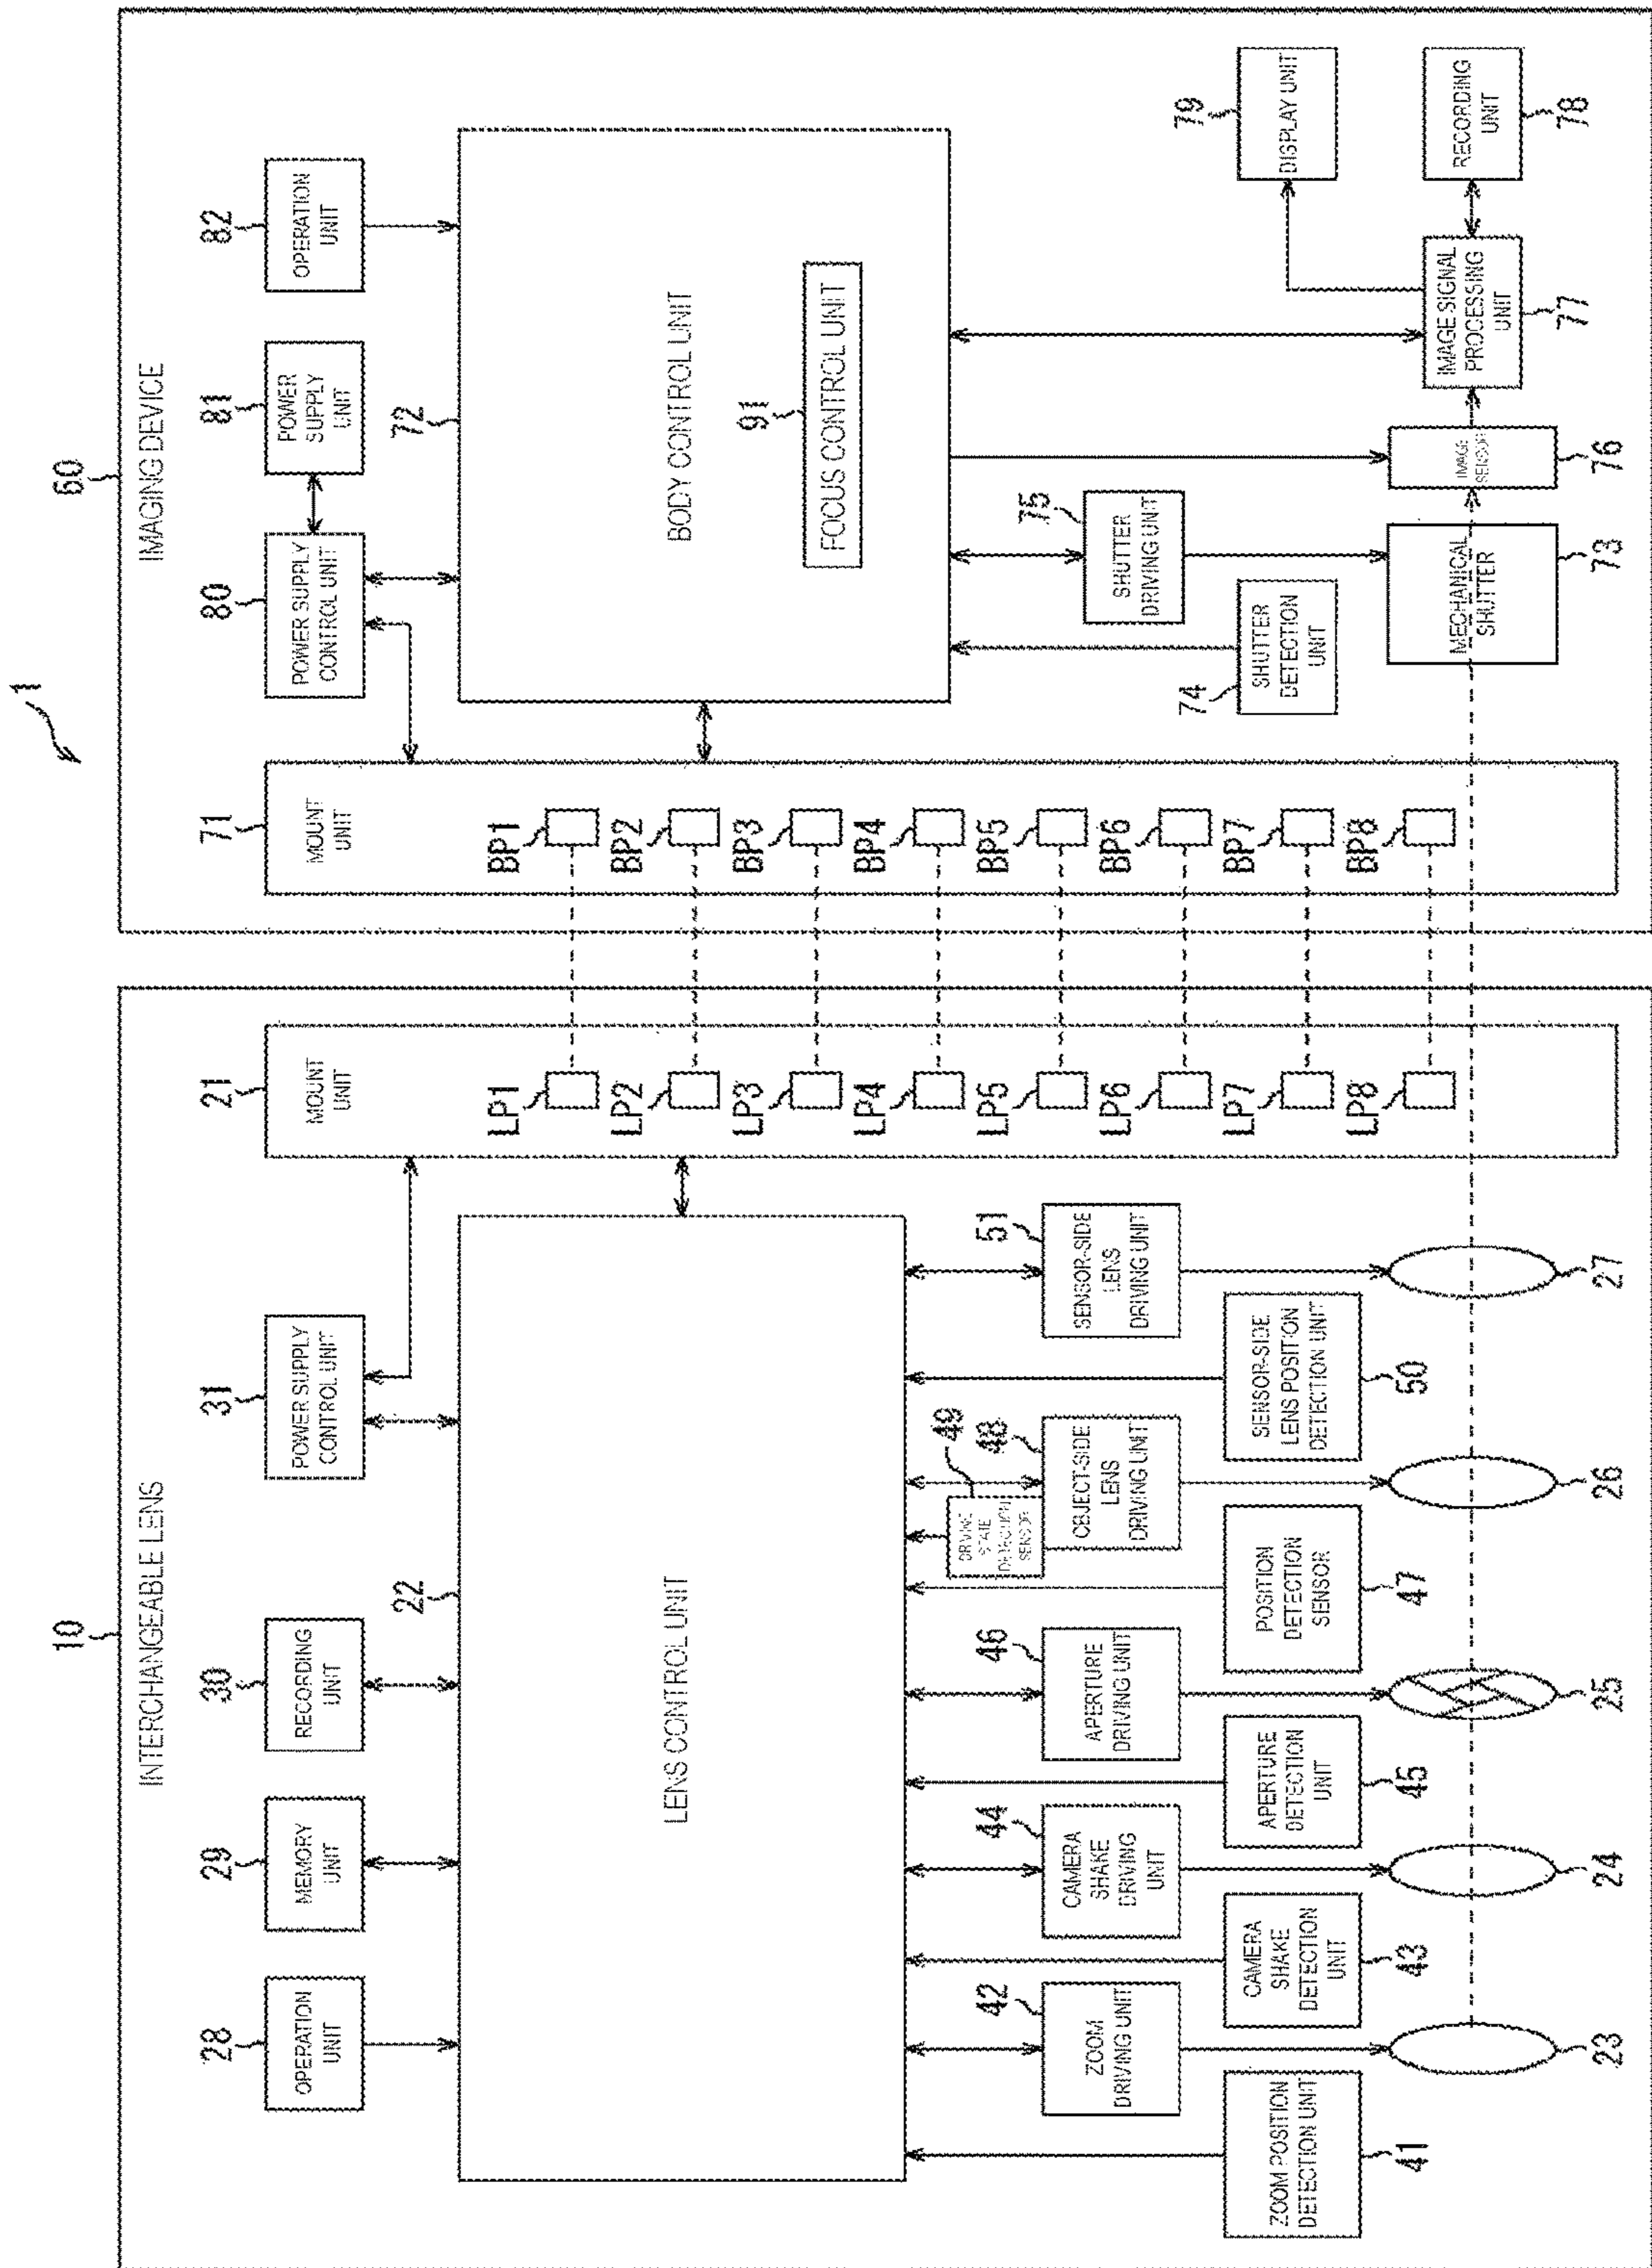 1
10
INTERCHANGEABLE LENS
28
OPERATION
UNIT
29
MEMORY
UNIT
30
RECORDING
UNIT
31
POWER SUPPLY
CONTROL UNIT
21
MOUNT
UNIT
22
LENS CONTROL UNIT
LP1
LP2
LP3
LP4
LP5
LP6
LP7
LP8
41
ZOOM POSITION
DETECTION UNIT
42
ZOOM
DRIVING UNIT
43
CAMERA
SHAKE
DETECTION
UNIT
44
CAMERA
SHAKE
DRIVING
UNIT
45
APERTURE
DETECTION
UNIT
46
APERTURE
DRIVING UNIT
47
POSITION
DETECTION
SENSOR
49
DRIVING
STATE
DETECTION
SENSOR
48
OBJECT-SIDE
LENS
DRIVING UNIT
50
SENSOR-SIDE
LENS POSITION
DETECTION UNIT
51
SENSOR-SIDE
LENS
DRIVING UNIT
23
24
25
26
27
60
IMAGING DEVICE
71
MOUNT
UNIT
BP1
BP2
BP3
BP4
BP5
BP6
BP7
BP8
80
POWER SUPPLY
CONTROL UNIT
81
POWER
SUPPLY
UNIT
82
OPERATION
UNIT
72
BODY CONTROL UNIT
91
FOCUS CONTROL UNIT
74
SHUTTER
DETECTION
UNIT
75
SHUTTER
DRIVING UNIT
MECHANICAL
SHUTTER
73
IMAGE
SENSOR
76
IMAGE SIGNAL
PROCESSING
UNIT
77
79
DISPLAY UNIT
RECORDING
UNIT
78